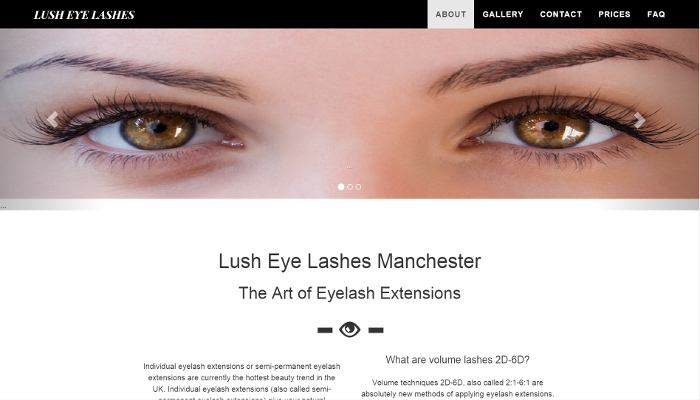 LUSH EYE LASHES
ABOUT GALLERY CONTACT PRICES FAQ
...
...
Lush Eye Lashes Manchester
The Art of Eyelash Extensions
Individual eyelash extensions or semi-permanent eyelash
extensions are currently the hottest beauty trend in the
UK. Individual eyelash extensions (also called semi-
permanent eyelash extensions) give your natural
What are volume lashes 2D-6D?
Volume techniques 2D-6D, also called 2:1-6:1 are
absolutely new methods of applying eyelash extensions.